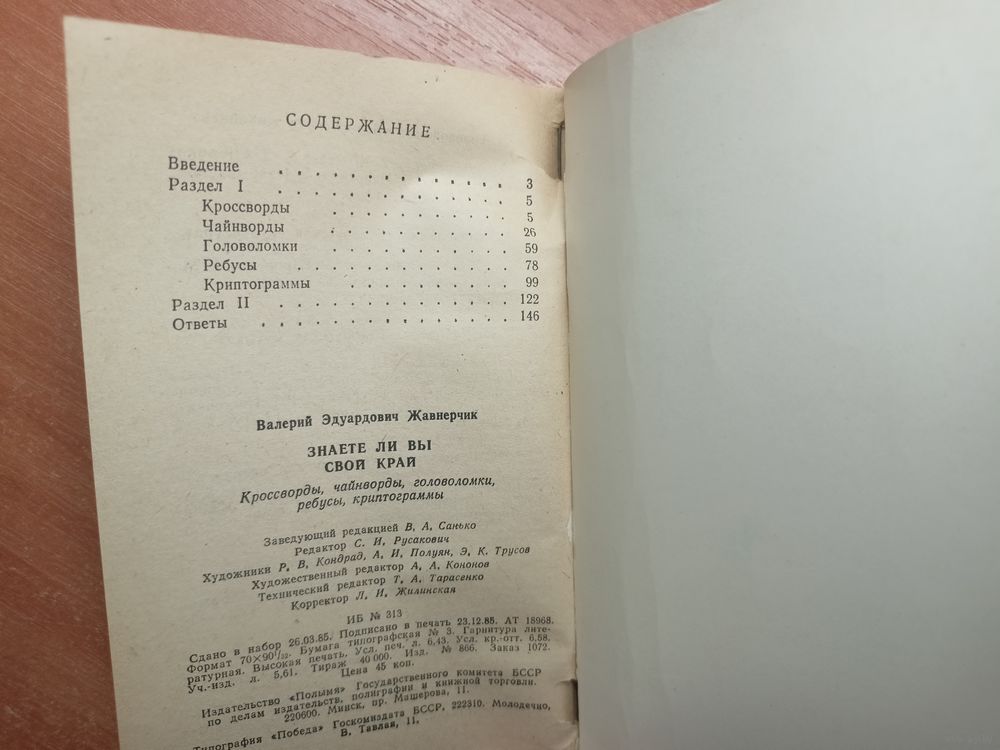 СОДЕРЖАНИЕ
Введение . . . . . . . . . . . . 3
Раздел I . . . . . . . . . . . . 5
Кроссворды . . . . . . . . . 5
Чайнворды . . . . . . . . . 26
Головоломки . . . . . . . . . 59
Ребусы . . . . . . . . . . . 78
Криптограммы . . . . . . . . 99
Раздел II . . . . . . . . . . . . 122
Ответы . . . . . . . . . . . . . 146
Валерий Эдуардович Жавнерчик
ЗНАЕТЕ ЛИ ВЫ
СВОЙ КРАЙ
Кроссворды, чайнворды, головоломки,
ребусы, криптограммы
Заведующий редакцией В. А. Санько
Редактор С. И. Русакович
Художники Р. В. Кондрад, А. И. Полуян, Э. К. Трусов
Художественный редактор А. А. Кононов
Технический редактор Т. А. Тарасенко
Корректор Л. И. Жилинская
ИБ № 313
Сдано в набор 26.03.85. Подписано в печать 23.12.85. АТ 18968.
Формат 70×90¹/₃₂. Бумага типографская № 3. Гарнитура лите-
ратурная. Высокая печать. Усл. печ. л. 6,43. Усл. кр.-отт. 6,58.
Уч.-изд. л. 5,61. Тираж 40 000. Изд. № 866. Заказ 1072.
Цена 45 коп.
Издательство «Полымя» Государственного комитета БССР
по делам издательств, полиграфии и книжной торговли.
220600. Минск, пр. Машерова, 11.
Типография «Победа» Госкомиздата БССР, 222310. Молодечно,
В. Тавлая, 11.